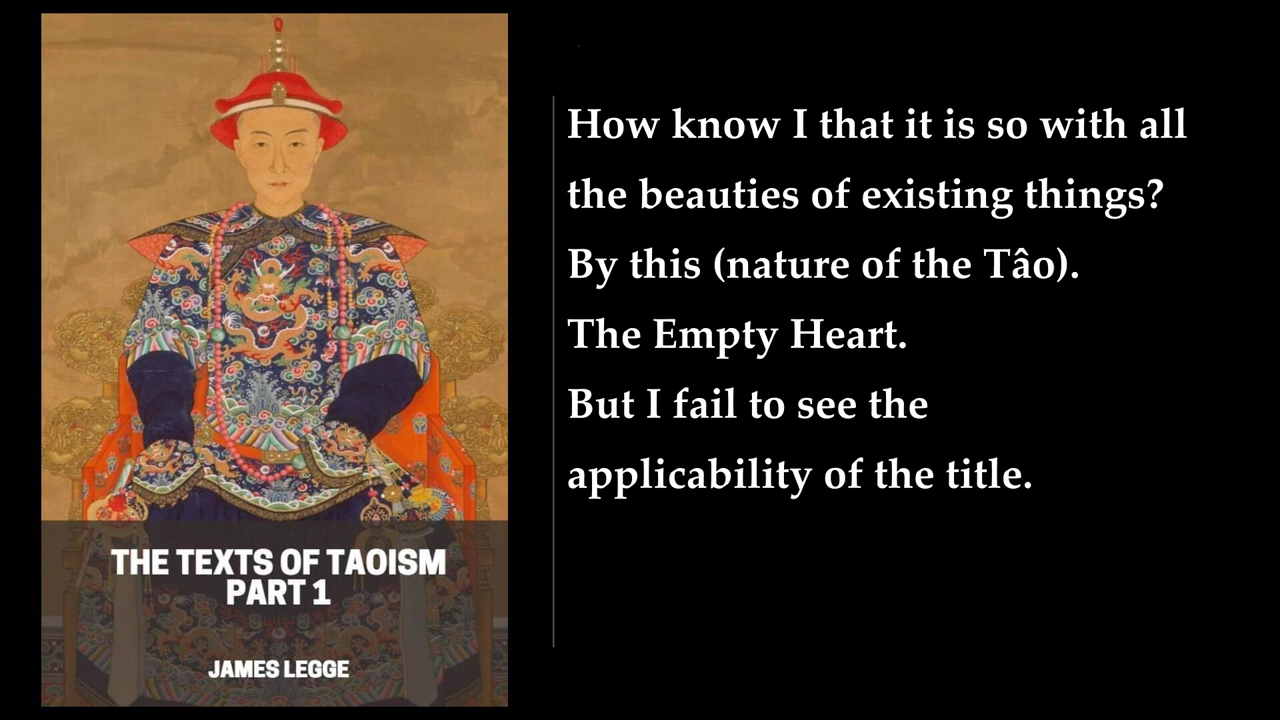 How know I that it is so with all
the beauties of existing things?
By this (nature of the Tâo).
The Empty Heart.
But I fail to see the
applicability of the title.
THE TEXTS OF TAOISM
PART 1
JAMES LEGGE